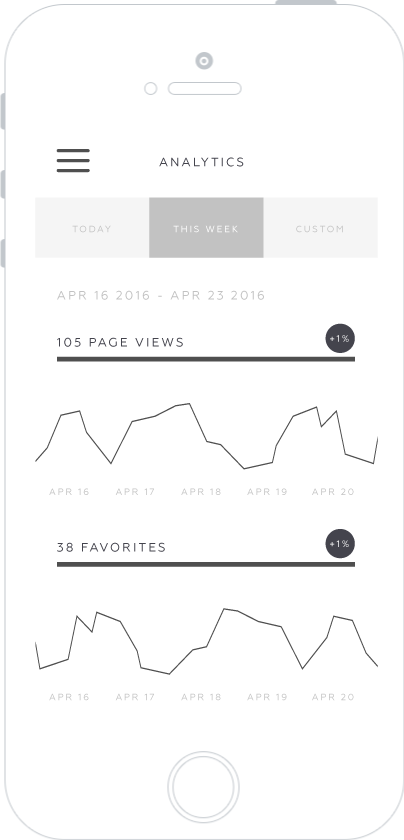 ANALYTICS
TODAY THIS WEEK CUSTOM
APR 16 2016 - APR 23 2016
105 PAGE VIEWS +1%
APR 16 APR 17 APR 18 APR 19 APR 20
38 FAVORITES +1%
APR 16 APR 17 APR 18 APR 19 APR 20